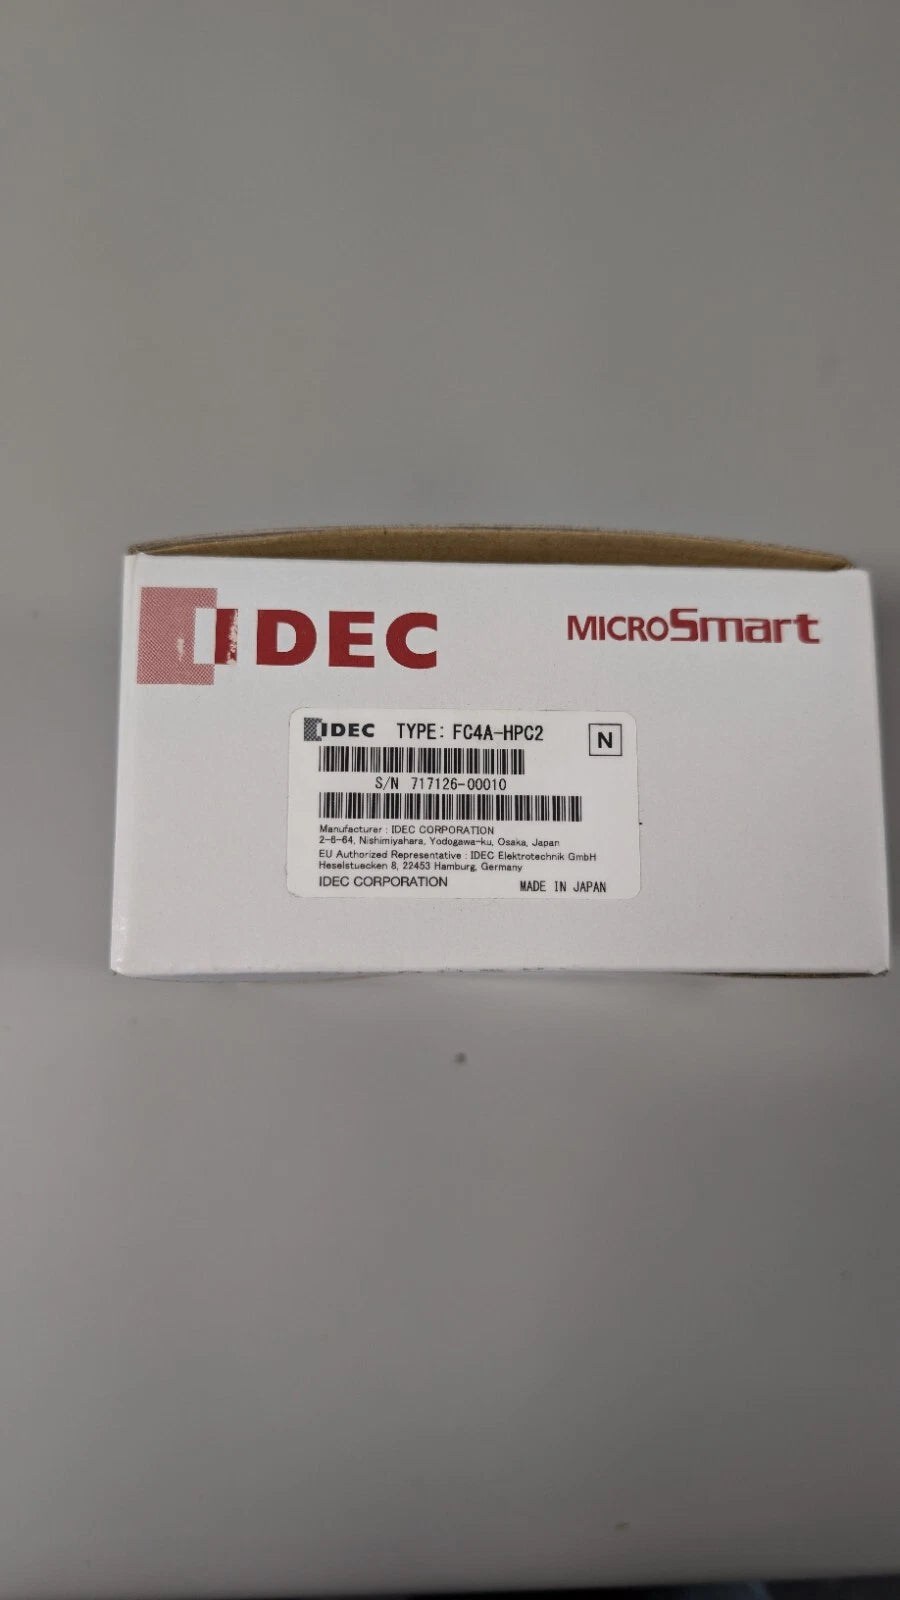 IDEC
MICROSmart
IDEC TYPE: FC4A-HPC2
N
S/N 717126-00010
Manufacturer : IDEC CORPORATION
2-6-64, Nishimiyahara, Yodogawa-ku, Osaka, Japan
EU Authorized Representative : IDEC Elektrotechnik GmbH
Heselstuecken 8, 22453 Hamburg, Germany
IDEC CORPORATION
MADE IN JAPAN